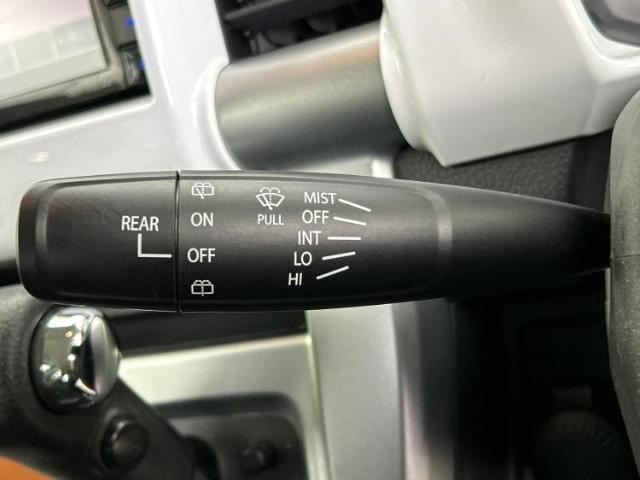 REAR
ON
OFF
PULL
MIST
OFF
INT
LO
HI